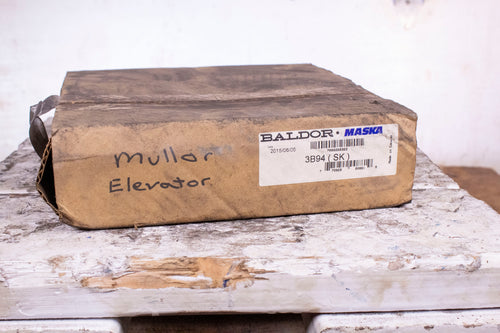 BALDOR · MASKA
2015/08/05
3B94 (SK)
Mullor
Elevator